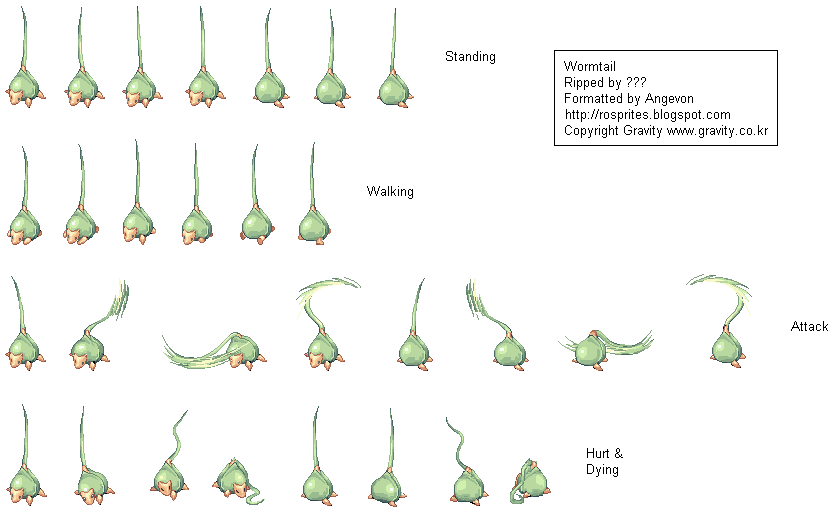 Standing
Wormtail
Ripped by ???
Formatted by Angevon
http://rosprites.blogspot.com
Copyright Gravity www.gravity.co.kr
Walking
Attack
Hurt &
Dying